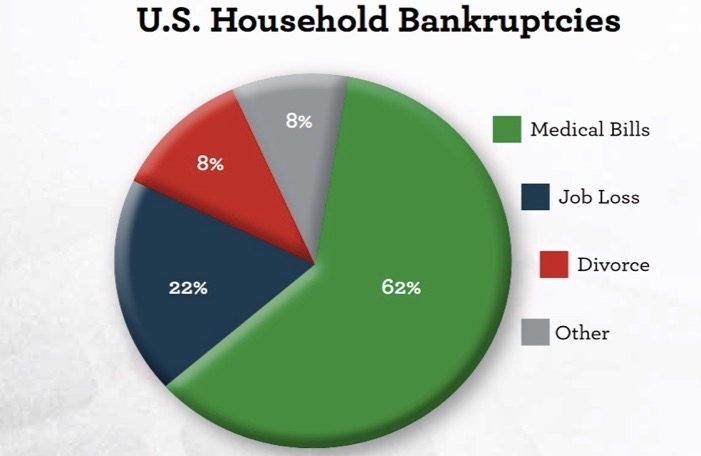 U.S. Household Bankruptcies
8%
8%
22%
62%
Medical Bills
Job Loss
Divorce
Other